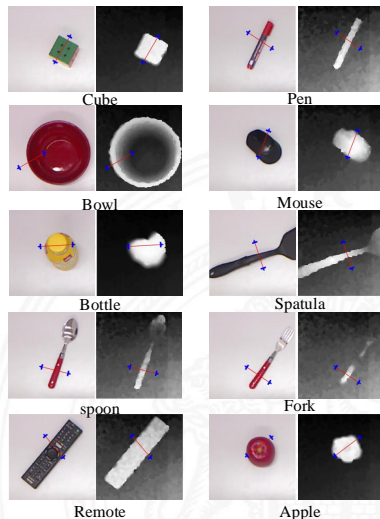 Cube Pen
Bowl Mouse
Bottle Spatula
spoon Fork
Remote Apple